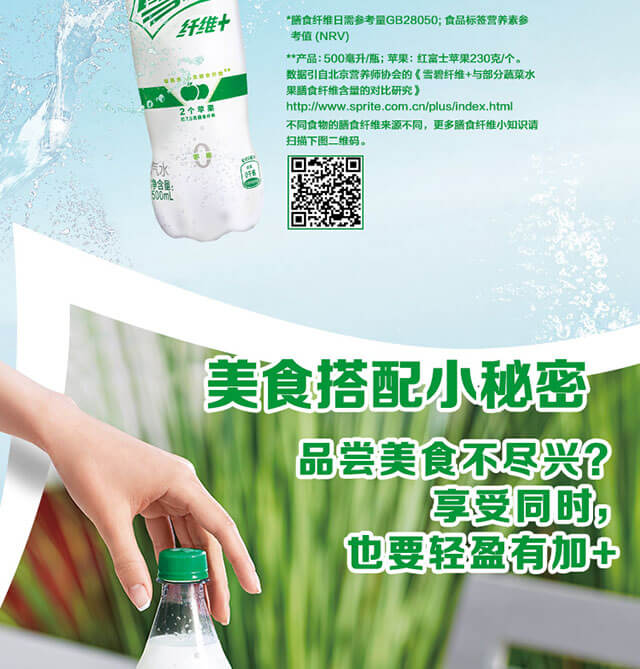 纤维+
2个苹果
汽水
净含量:
500mL
*膳食纤维日需参考量GB28050; 食品标签营养素参
考值 (NRV)
**产品: 500毫升/瓶; 苹果: 红富士苹果230克/个。
数据引自北京营养师协会的《 雪碧纤维+与部分蔬菜水
果膳食纤维含量的对比研究 》
http://www.sprite.com.cn/plus/index.html
不同食物的膳食纤维来源不同，更多膳食纤维小知识请
扫描下图二维码。
美食搭配小秘密
品尝美食不尽兴?
享受同时,
也要轻盈有加+